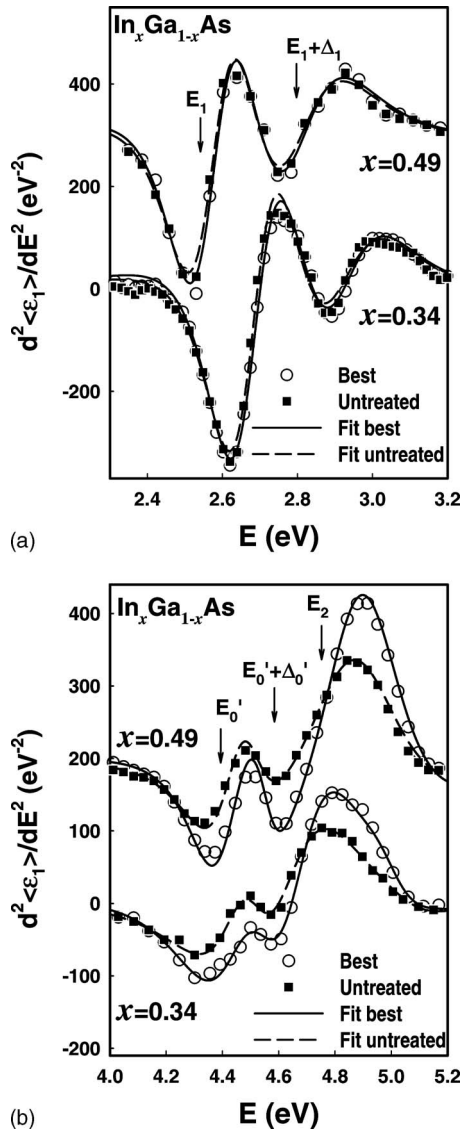 InxGa1-xAs
E1
E1+Δ1
x=0.49
x=0.34
400
200
0
-200
d²<ε1>/dE² (eV⁻²)
Best
Untreated
Fit best
Fit untreated
2.4 2.6 2.8 3.0 3.2
E (eV)
(a)
InxGa1-xAs
E2
E0'+Δ0'
E0'
x=0.49
x=0.34
400
300
200
100
0
-100
-200
d²<ε1>/dE² (eV⁻²)
Best
Untreated
Fit best
Fit untreated
4.0 4.2 4.4 4.6 4.8 5.0 5.2
E (eV)
(b)